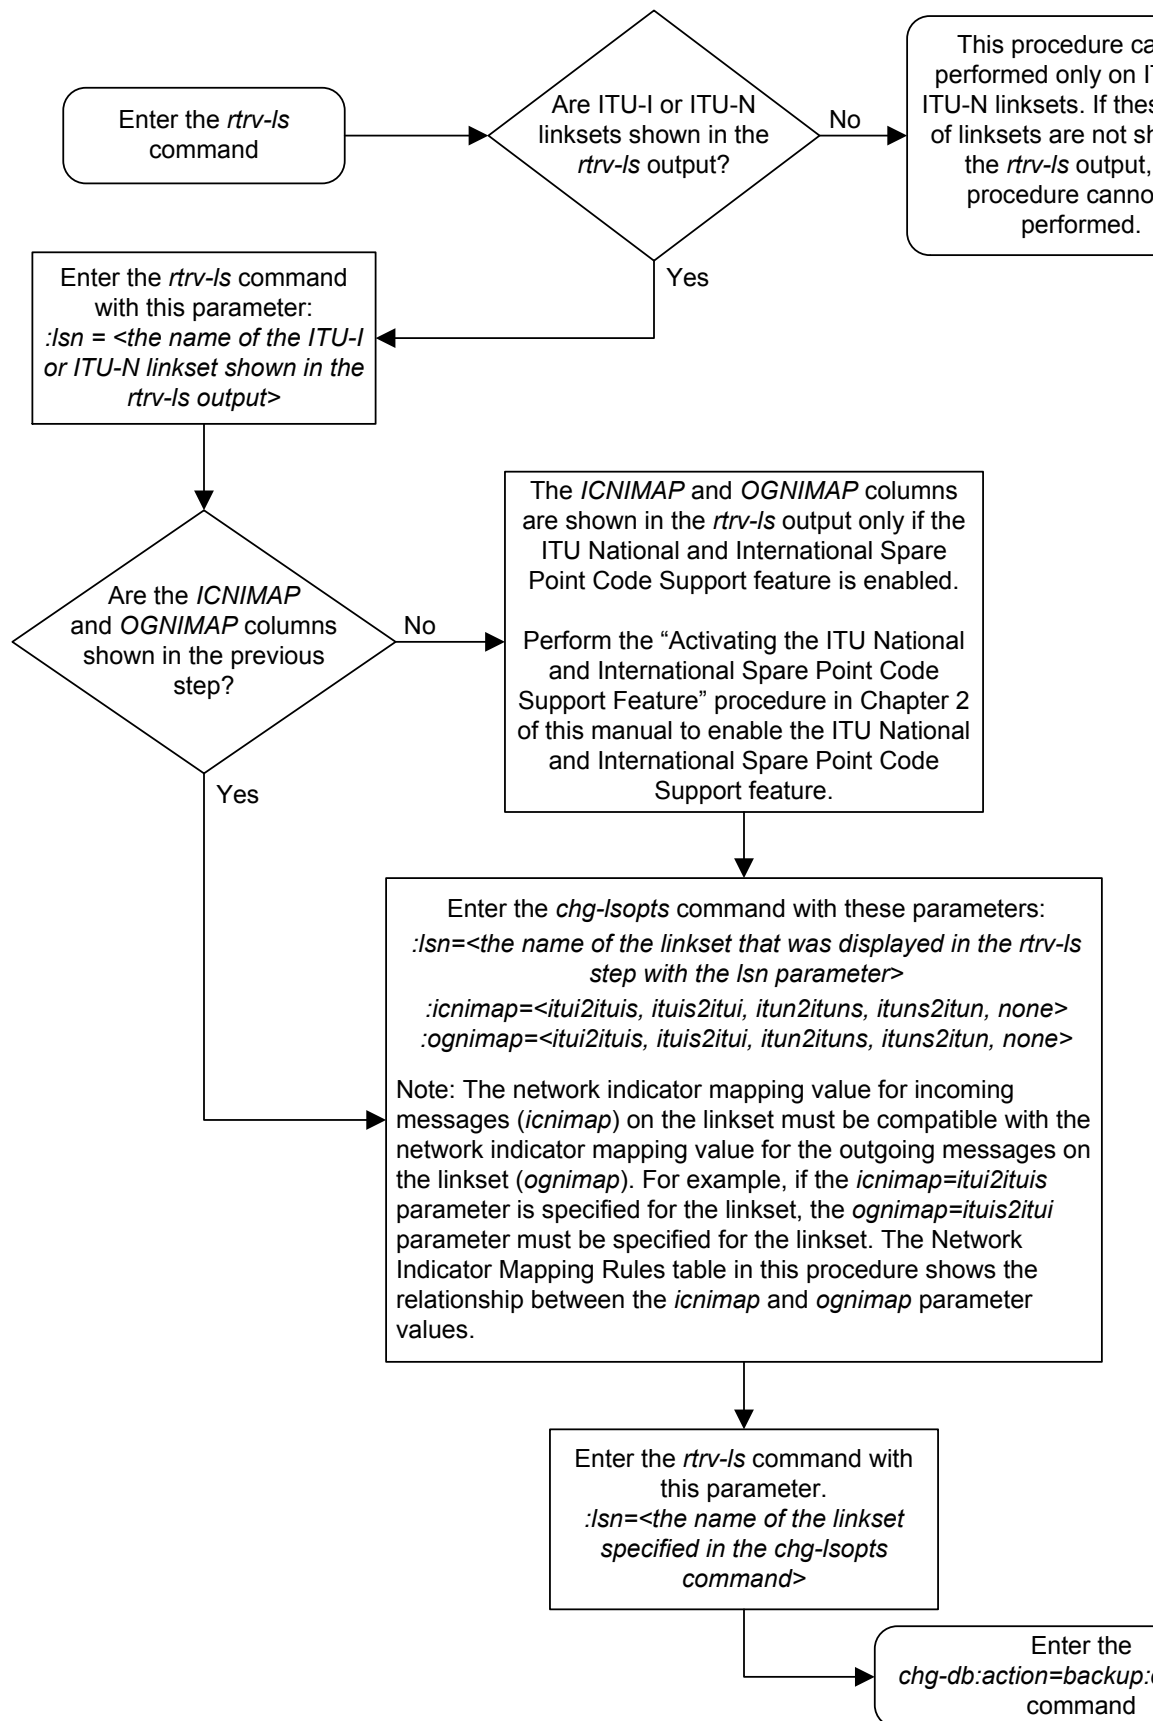 Enter the rtrv-ls
command
Are ITU-I or ITU-N
linksets shown in the
rtrv-ls output?
No
This procedure
performed only on
ITU-N linksets. If
of linksets are not
the rtrv-ls output,
procedure
performed.
Yes
Enter the rtrv-ls command
with this parameter:
:lsn = <the name of the ITU-I
or ITU-N linkset shown in the
rtrv-ls output>
Are the ICNIMAP
and OGNIMAP columns
shown in the previous
step?
No
The ICNIMAP and OGNIMAP columns
are shown in the rtrv-ls output only if the
ITU National and International Spare
Point Code Support feature is enabled.
Perform the “Activating the ITU National
and International Spare Point Code
Support Feature” procedure in Chapter 2
of this manual to enable the ITU National
and International Spare Point Code
Support feature.
Yes
Enter the chg-lsopts command with these parameters:
:lsn=<the name of the linkset that was displayed in the rtrv-ls
step with the lsn parameter>
:icnimap=<itui2ituis, ituis2itui, itun2ituns, ituns2itun, none>
:ognimap=<itui2ituis, ituis2itui, itun2ituns, ituns2itun, none>
Note: The network indicator mapping value for incoming
messages (icnimap) on the linkset must be compatible with the
network indicator mapping value for the outgoing messages on
the linkset (ognimap). For example, if the icnimap=itui2ituis
parameter is specified for the linkset, the ognimap=ituis2itui
parameter must be specified for the linkset. The Network
Indicator Mapping Rules table in this procedure shows the
relationship between the icnimap and ognimap parameter
values.
Enter the rtrv-ls command with
this parameter.
:lsn=<the name of the linkset
specified in the chg-lsopts
command>
Enter the
chg-db:action=backup:
command